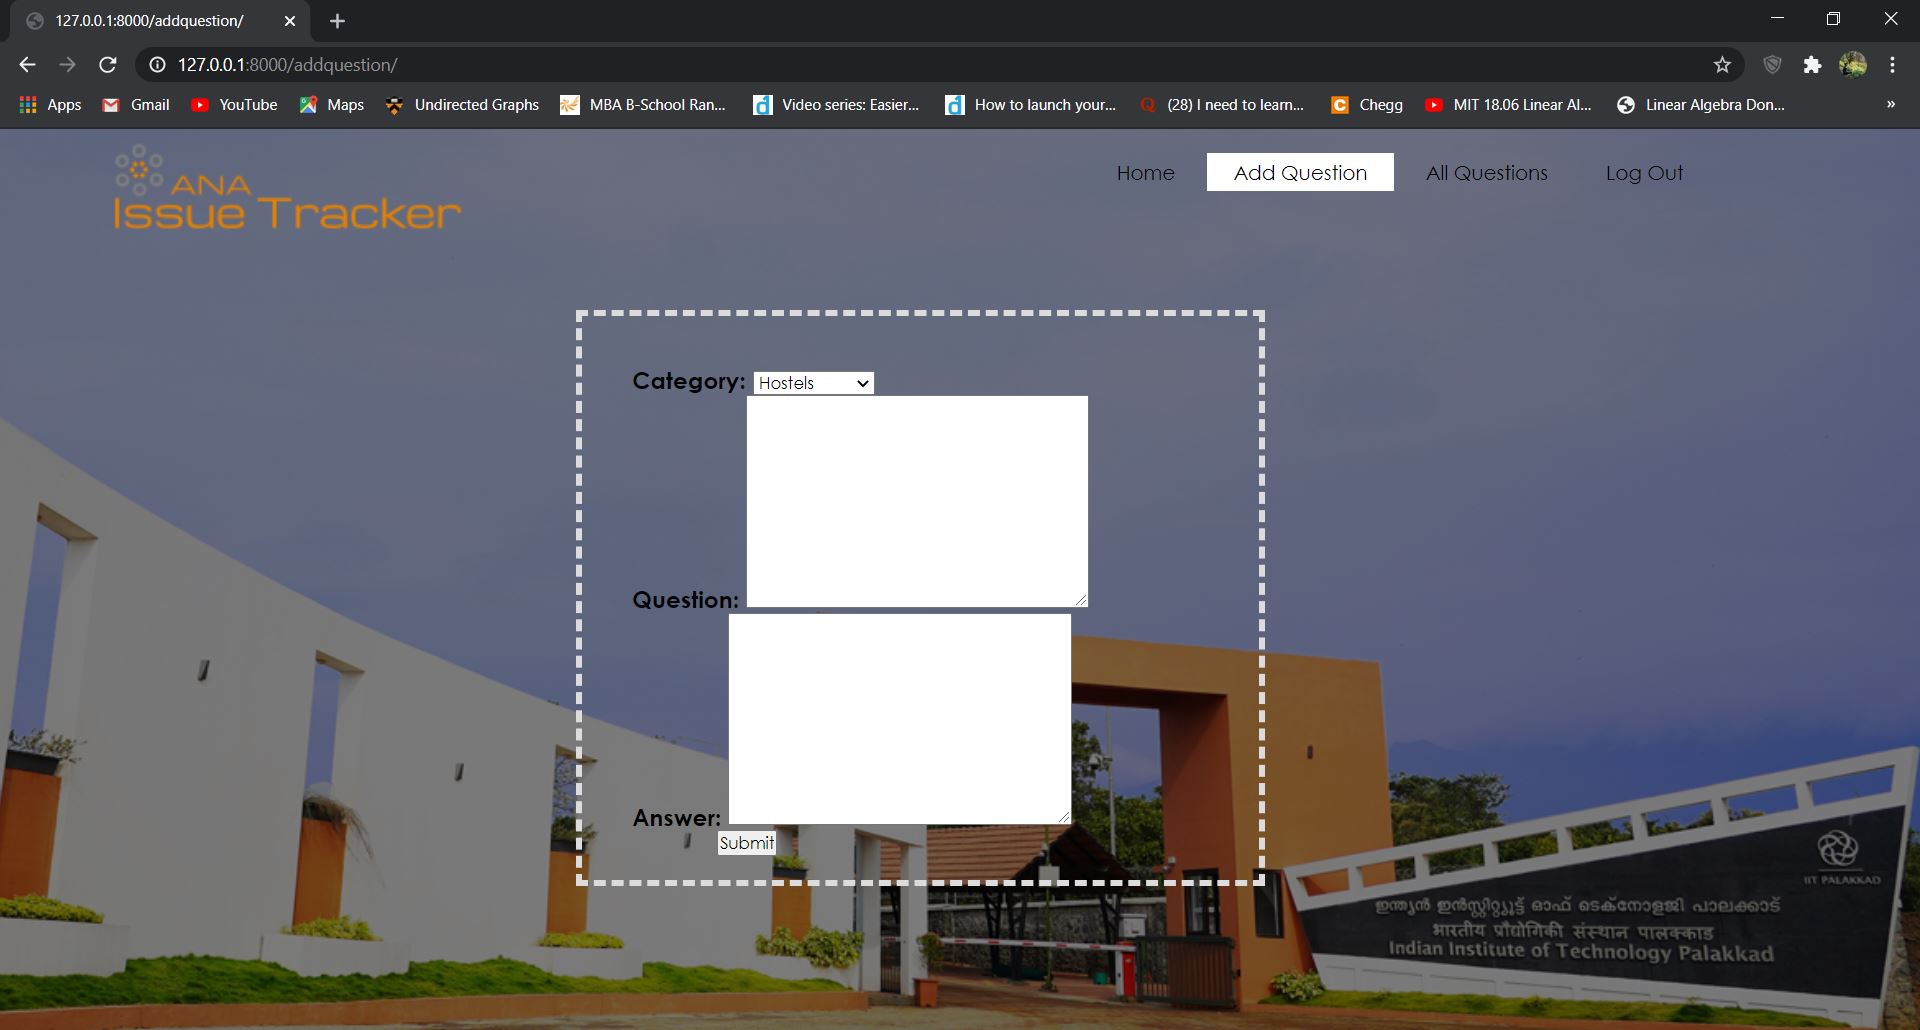 127.0.0.1:8000/addquestion/
127.0.0.1:8000/addquestion/
Apps Gmail YouTube Maps Undirected Graphs MBA B-School Ran... Video series: Easier... How to launch your... (28) I need to learn... Chegg MIT 18.06 Linear Al... Linear Algebra Don... »
ANA
Issue Tracker
Home Add Question All Questions Log Out
Category: Hostels
Question:
Answer:
Submit
IIT PALAKKAD
ഇന്ത്യൻ ഇൻസ്റ്റിറ്റ്യൂട്ട് ഓഫ് ടെക്നോളജി പാലക്കാട്
भारतीय प्रौद्योगिकी संस्थान पालक्काड
Indian Institute of Technology Palakkad